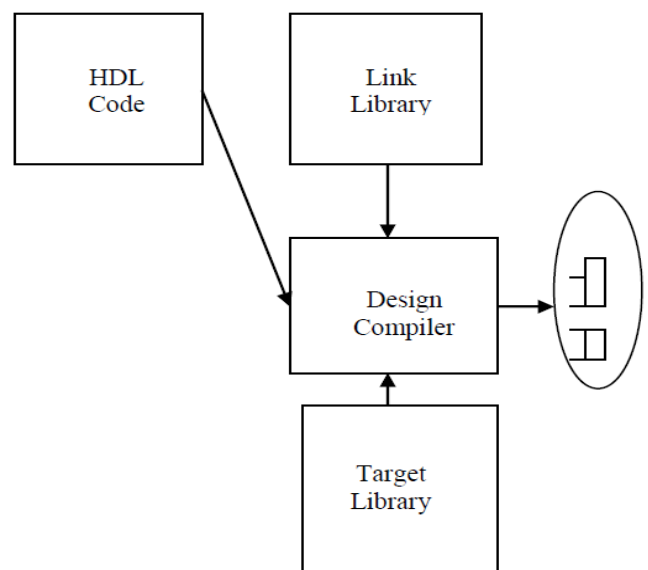 HDL
Code
Link
Library
Design
Compiler
Target
Library